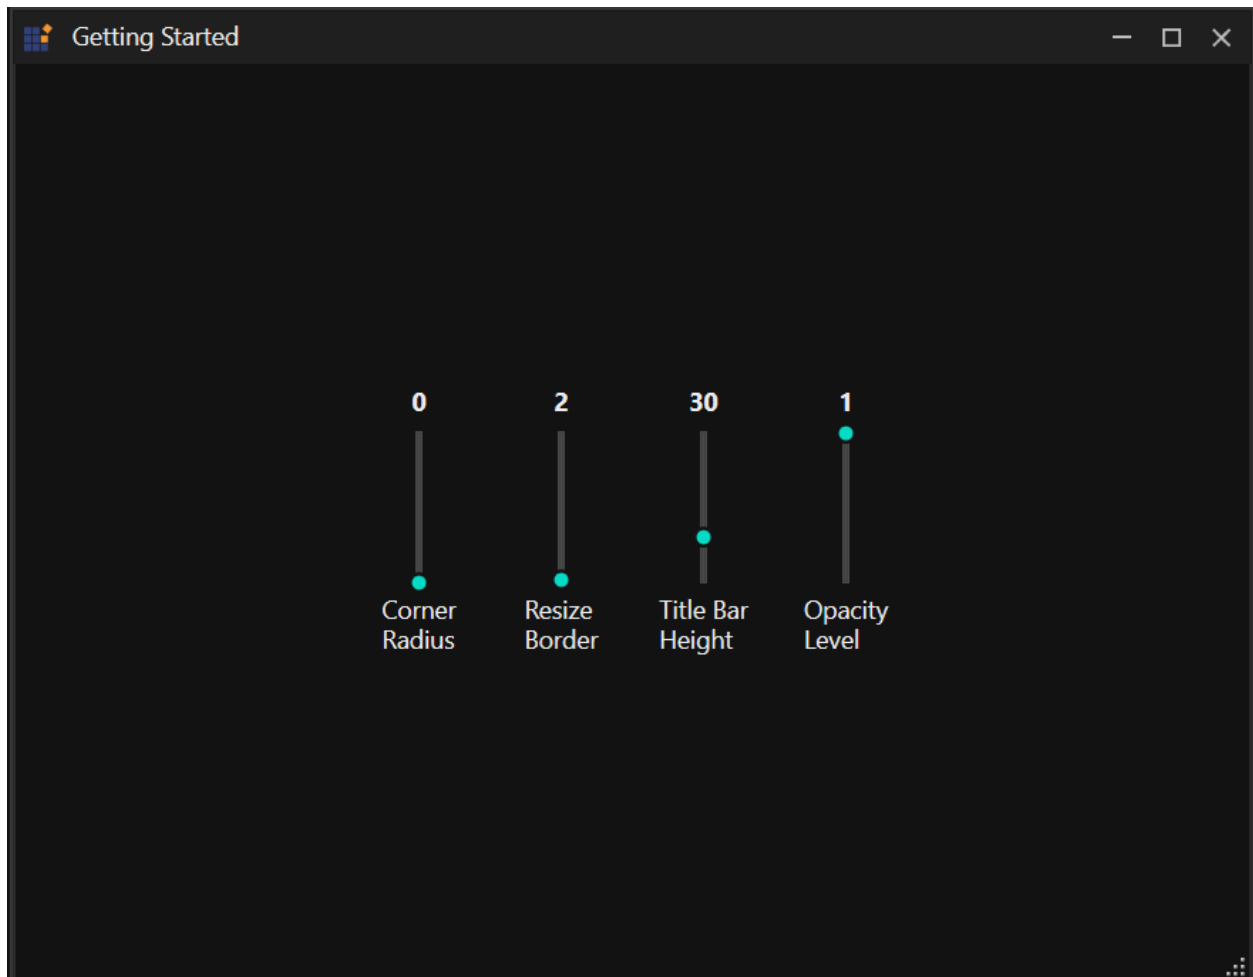 Getting Started
0
2
30
1
Corner
Radius
Resize
Border
Title Bar
Height
Opacity
Level